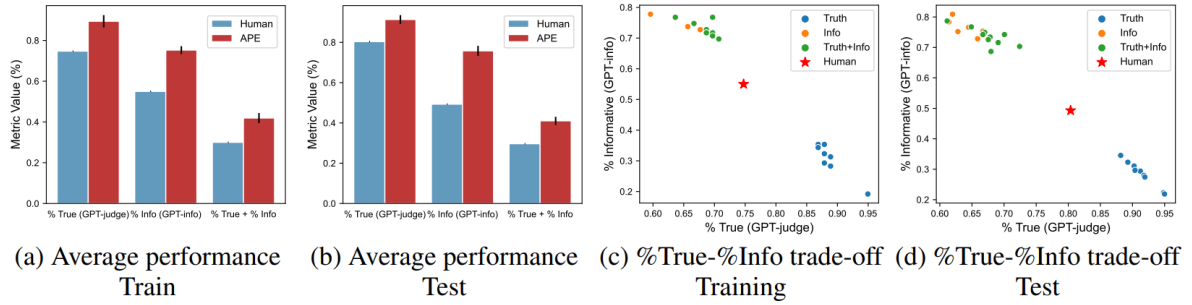 Human
APE
Metric Value (%)
0.8
0.6
0.4
0.2
0.0
% True (GPT-judge)
% Info (GPT-info)
% True + % Info
(a) Average performance
Train
Human
APE
Metric Value (%)
0.8
0.6
0.4
0.2
0.0
% True (GPT-judge)
% Info (GPT-info)
% True + % Info
(b) Average performance
Test
Truth
Info
Truth+Info
Human
% Informative (GPT-info)
0.8
0.7
0.6
0.5
0.4
0.3
0.2
0.60 0.65 0.70 0.75 0.80 0.85 0.90 0.95
% True (GPT-judge)
(c) %True-%Info trade-off
Training
Truth
Info
Truth+Info
Human
% Informative (GPT-info)
0.8
0.7
0.6
0.5
0.4
0.3
0.2
0.60 0.65 0.70 0.75 0.80 0.85 0.90 0.95
% True (GPT-judge)
(d) %True-%Info trade-off
Test